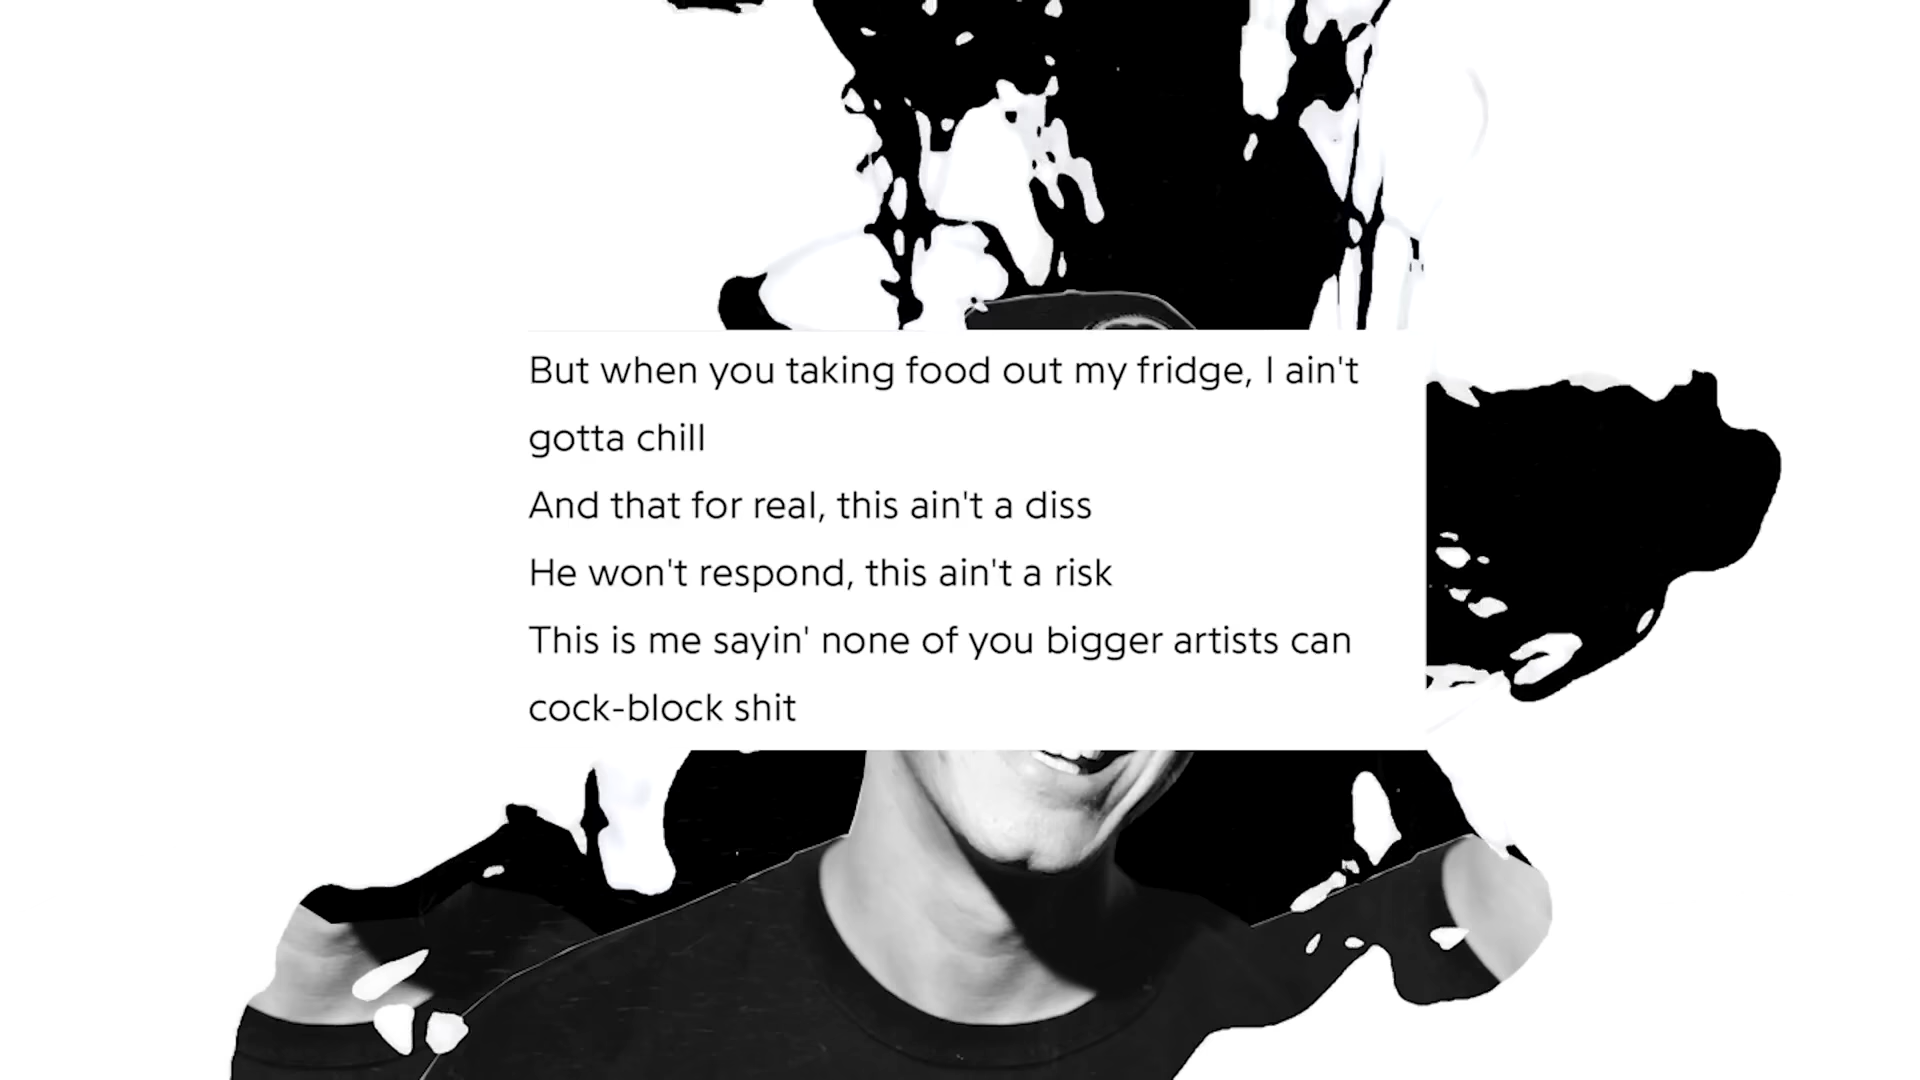 But when you taking food out my fridge, I ain't
gotta chill
And that for real, this ain't a diss
He won't respond, this ain't a risk
This is me sayin' none of you bigger artists can
cock-block shit